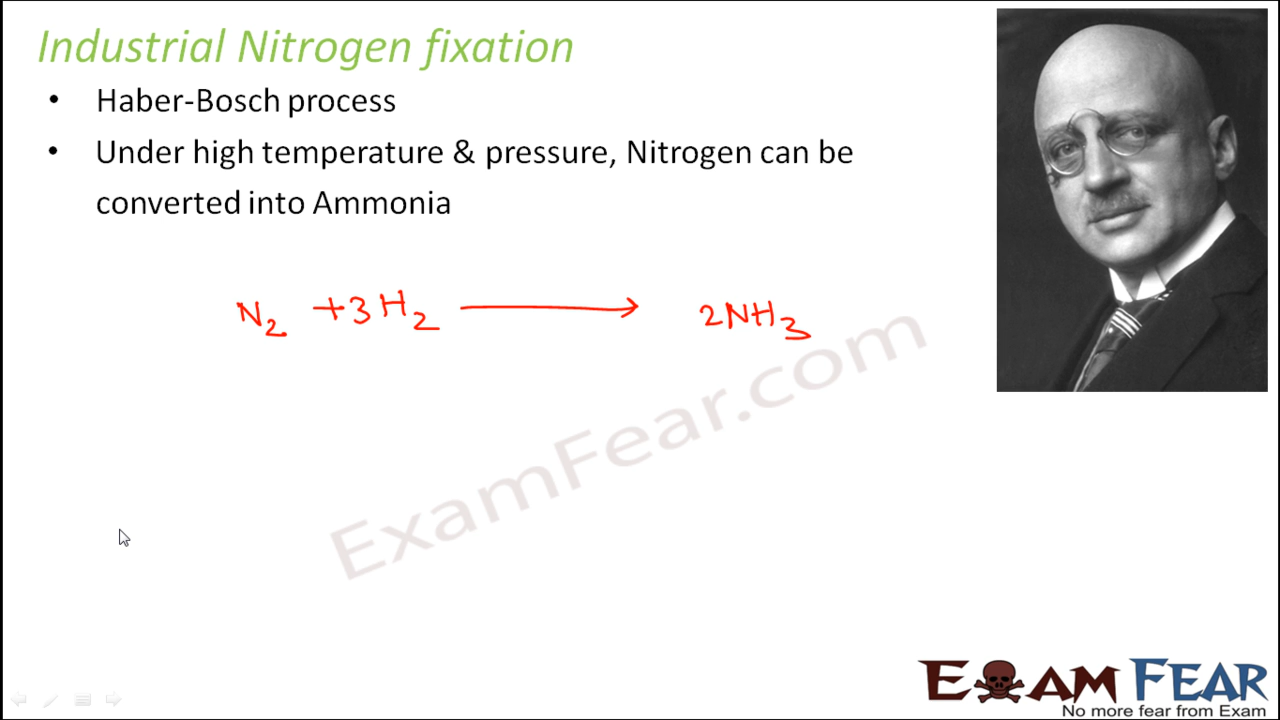 Industrial Nitrogen fixation
• Haber-Bosch process
• Under high temperature & pressure, Nitrogen can be
converted into Ammonia
N₂ +3H₂ ⟶ 2NH₃
ExamFear.com
EXAM FEAR
No more fear from Exam